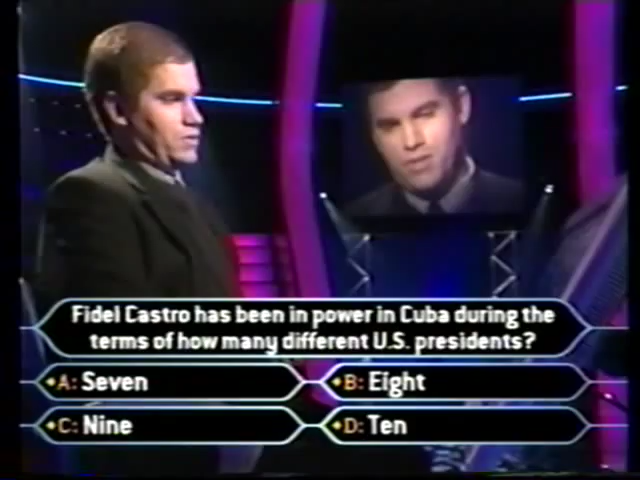 Fidel Castro has been in power in Cuba during the
terms of how many different U.S. presidents?
A: Seven
B: Eight
C: Nine
D: Ten